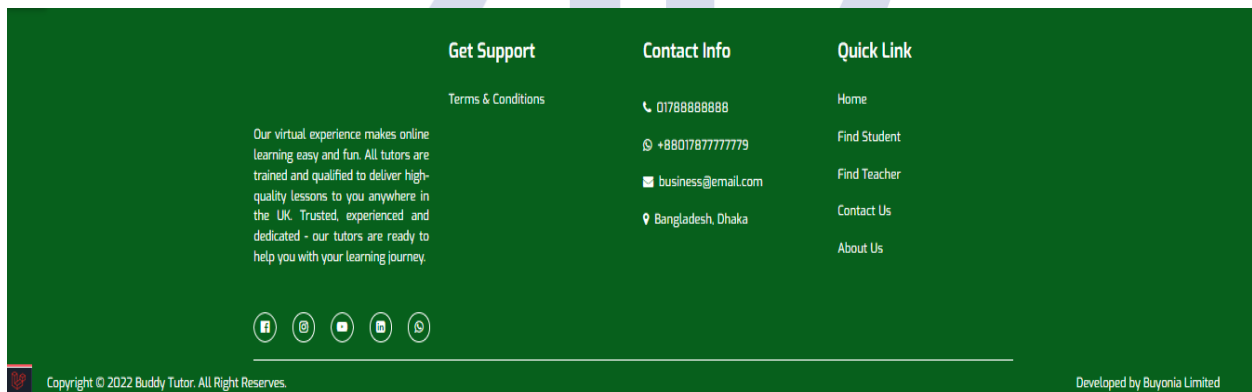 Our virtual experience makes online
learning easy and fun. All tutors are
trained and qualified to deliver high-
quality lessons to you anywhere in
the UK. Trusted, experienced and
dedicated - our tutors are ready to
help you with your learning journey.
Get Support
Terms & Conditions
Contact Info
01788888888
+88017877777779
business@email.com
Bangladesh, Dhaka
Quick Link
Home
Find Student
Find Teacher
Contact Us
About Us
Copyright © 2022 Buddy Tutor. All Right Reserves.
Developed by Buyonia Limited